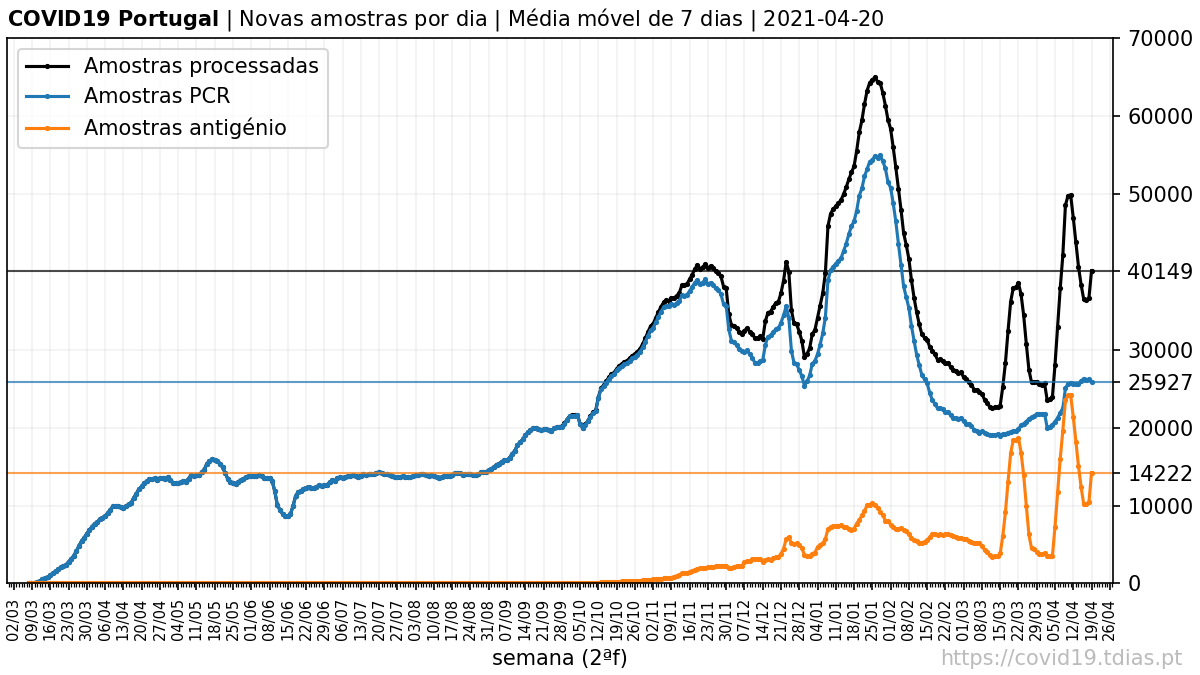 COVID19 Portugal | Novas amostras por dia | Média móvel de 7 dias | 2021-04-20
Amostras processadas
Amostras PCR
Amostras antigénio
70000
60000
50000
40149
30000
25927
20000
14222
10000
0
02/03 09/03 16/03 23/03 30/03 06/04 13/04 20/04 27/04 04/05 11/05 18/05 25/05 01/06 08/06 15/06 22/06 29/06 06/07 13/07 20/07 27/07 03/08 10/08 17/08 24/08 31/08 07/09 14/09 21/09 28/09 05/10 12/10 19/10 26/10 02/11 09/11 16/11 23/11 30/11 07/12 14/12 21/12 28/12 04/01 11/01 18/01 25/01 01/02 08/02 15/02 22/02 01/03 08/03 15/03 22/03 29/03 05/04 12/04 19/04 26/04
semana (2ªf)
https://covid19.tdias.pt